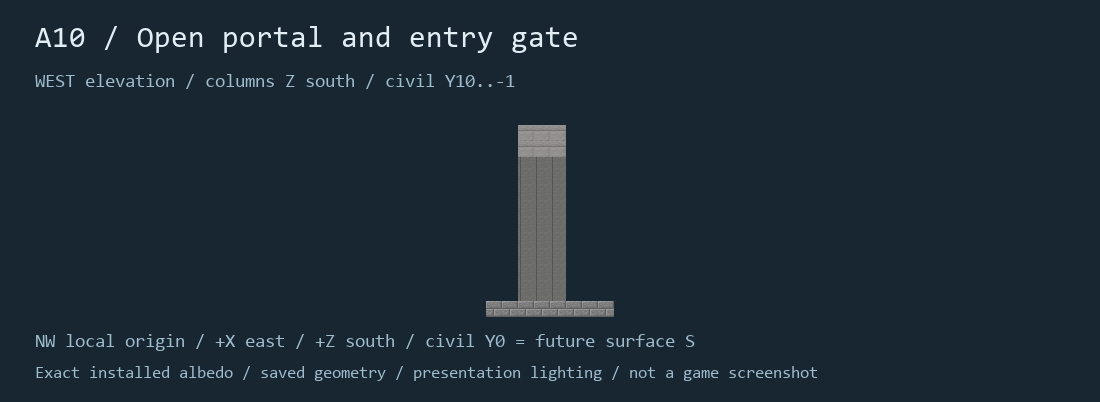 A10 / Open portal and entry gate
WEST elevation / columns Z south / civil Y10..-1
NW local origin / +X east / +Z south / civil Y0 = future surface S
Exact installed albedo / saved geometry / presentation lighting / not a game screenshot